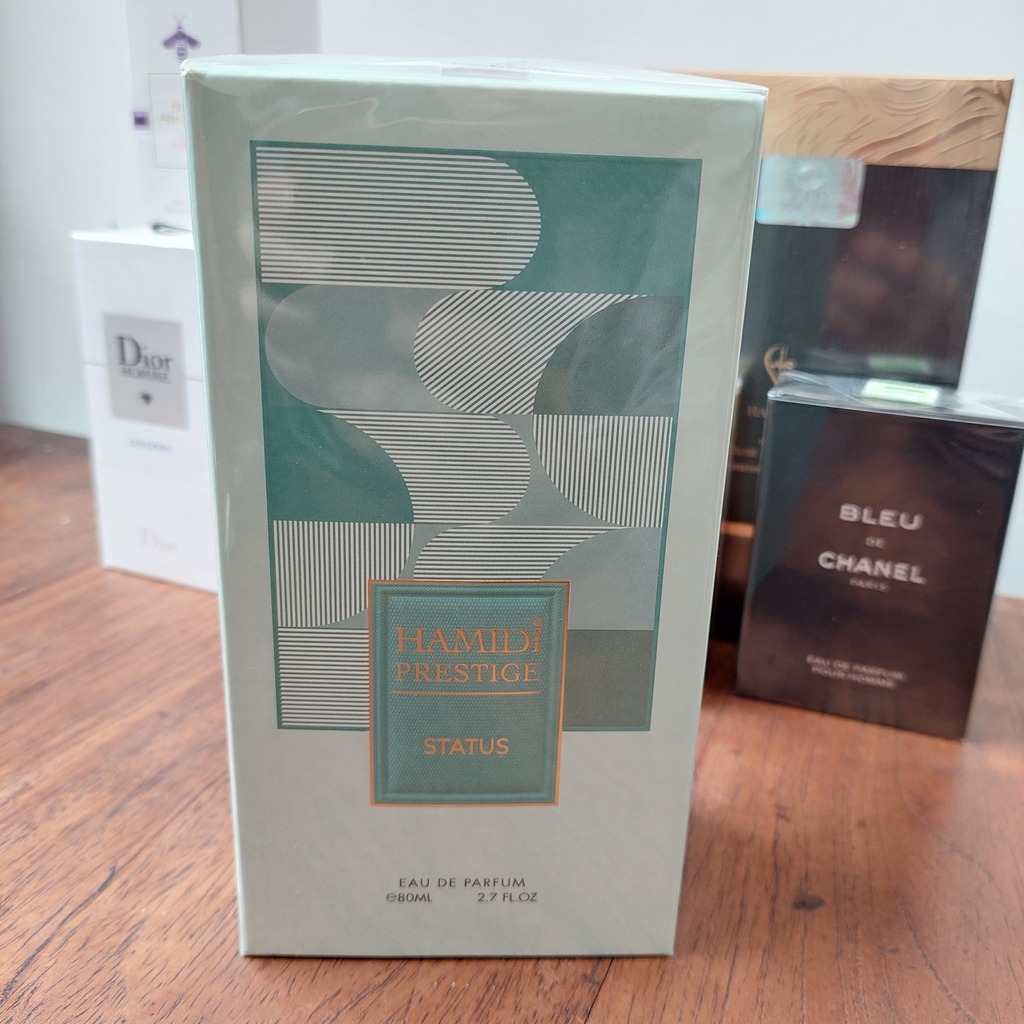 HAMIDI
PRESTIGE
STATUS
EAU DE PARFUM
℮80ML 2.7 FL.OZ
Dior
HOMME
Dior
BLEU
DE
CHANEL
PARIS
EAU DE PARFUM
POUR HOMME